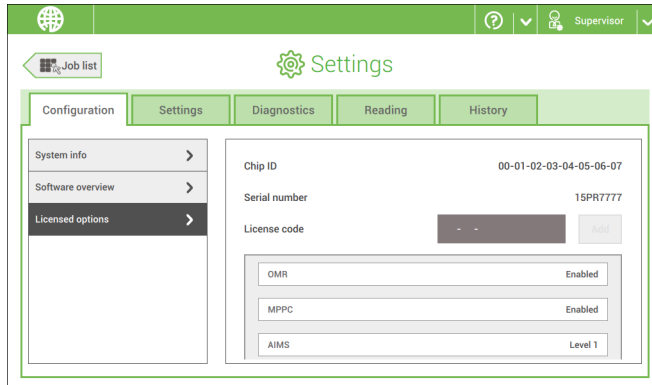 Supervisor
Job list
Settings
Configuration Settings Diagnostics Reading History
System info
Software overview
Licensed options
Chip ID 00-01-02-03-04-05-06-07
Serial number 15PR7777
License code - - Add
OMR Enabled
MPPC Enabled
AIMS Level 1